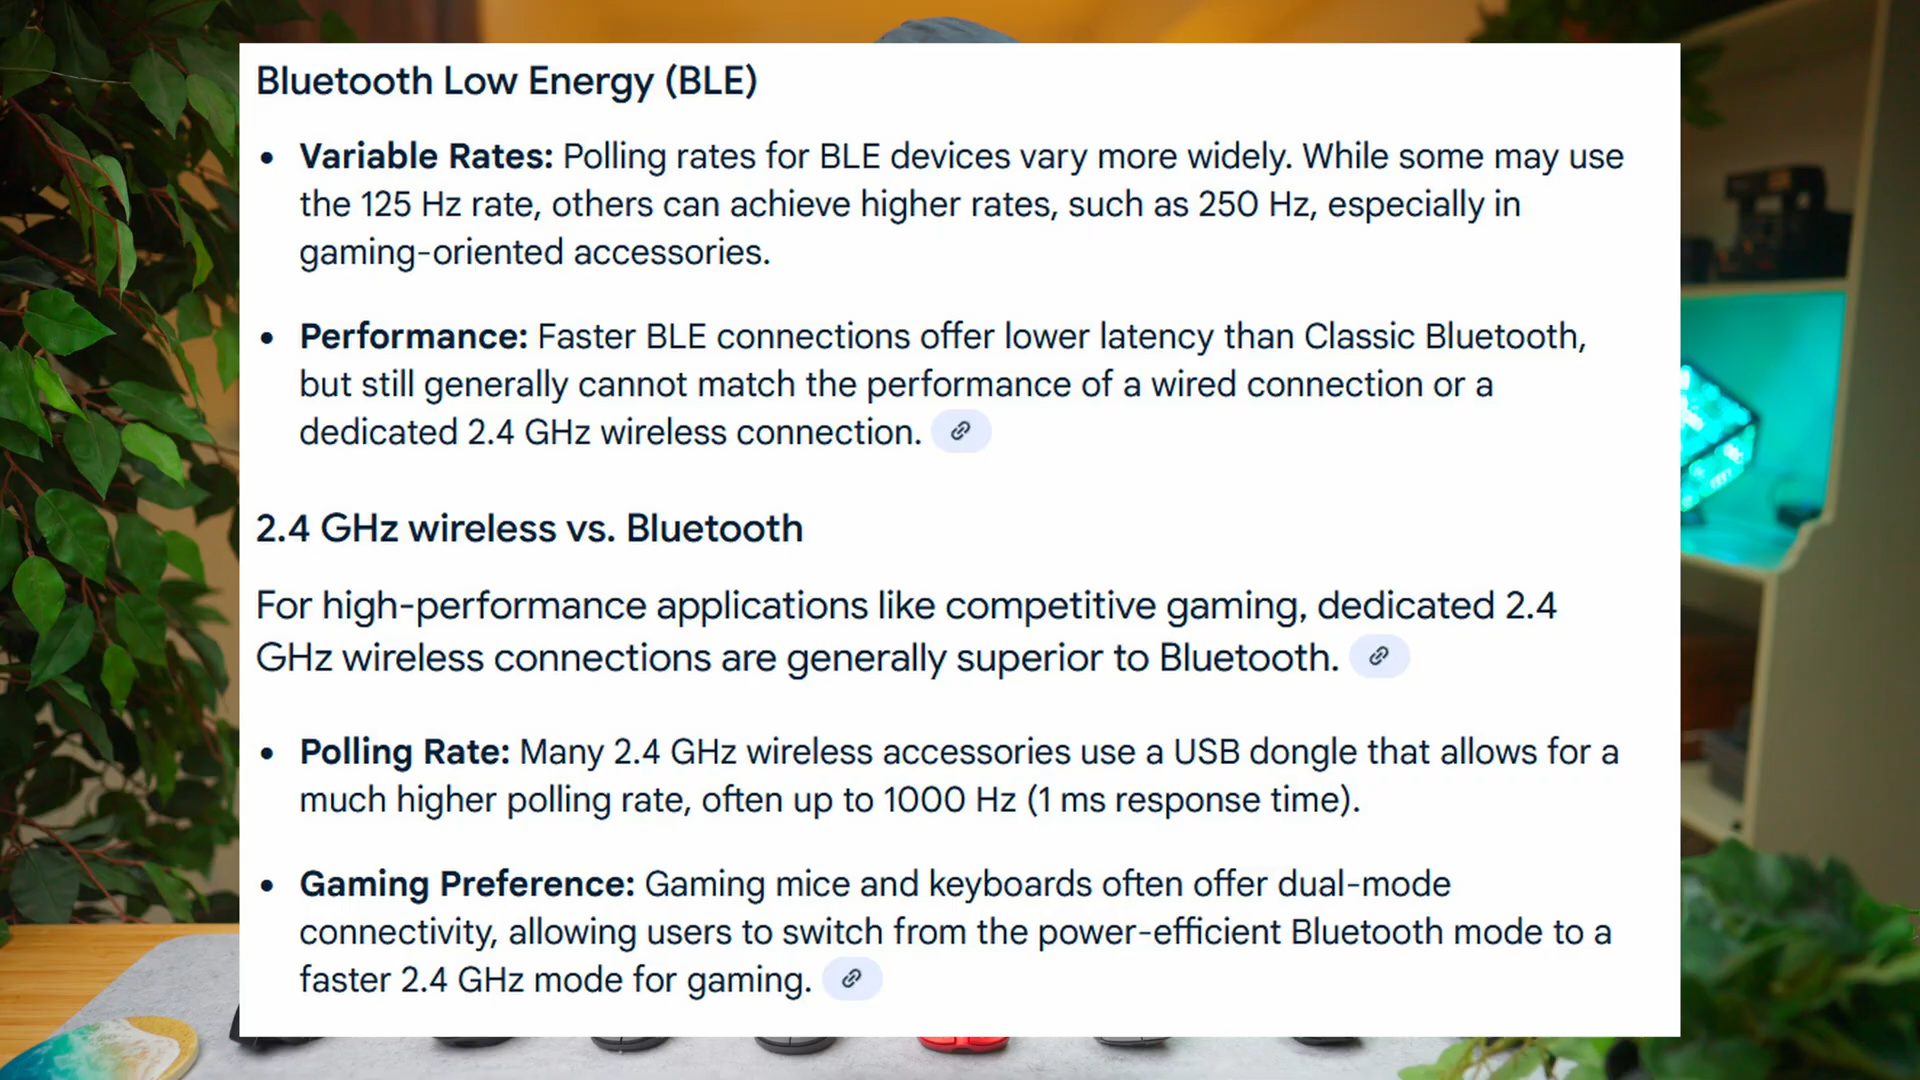 Bluetooth Low Energy (BLE)
• Variable Rates: Polling rates for BLE devices vary more widely. While some may use
the 125 Hz rate, others can achieve higher rates, such as 250 Hz, especially in
gaming-oriented accessories.
• Performance: Faster BLE connections offer lower latency than Classic Bluetooth,
but still generally cannot match the performance of a wired connection or a
dedicated 2.4 GHz wireless connection.
2.4 GHz wireless vs. Bluetooth
For high-performance applications like competitive gaming, dedicated 2.4
GHz wireless connections are generally superior to Bluetooth.
• Polling Rate: Many 2.4 GHz wireless accessories use a USB dongle that allows for a
much higher polling rate, often up to 1000 Hz (1 ms response time).
• Gaming Preference: Gaming mice and keyboards often offer dual-mode
connectivity, allowing users to switch from the power-efficient Bluetooth mode to a
faster 2.4 GHz mode for gaming.